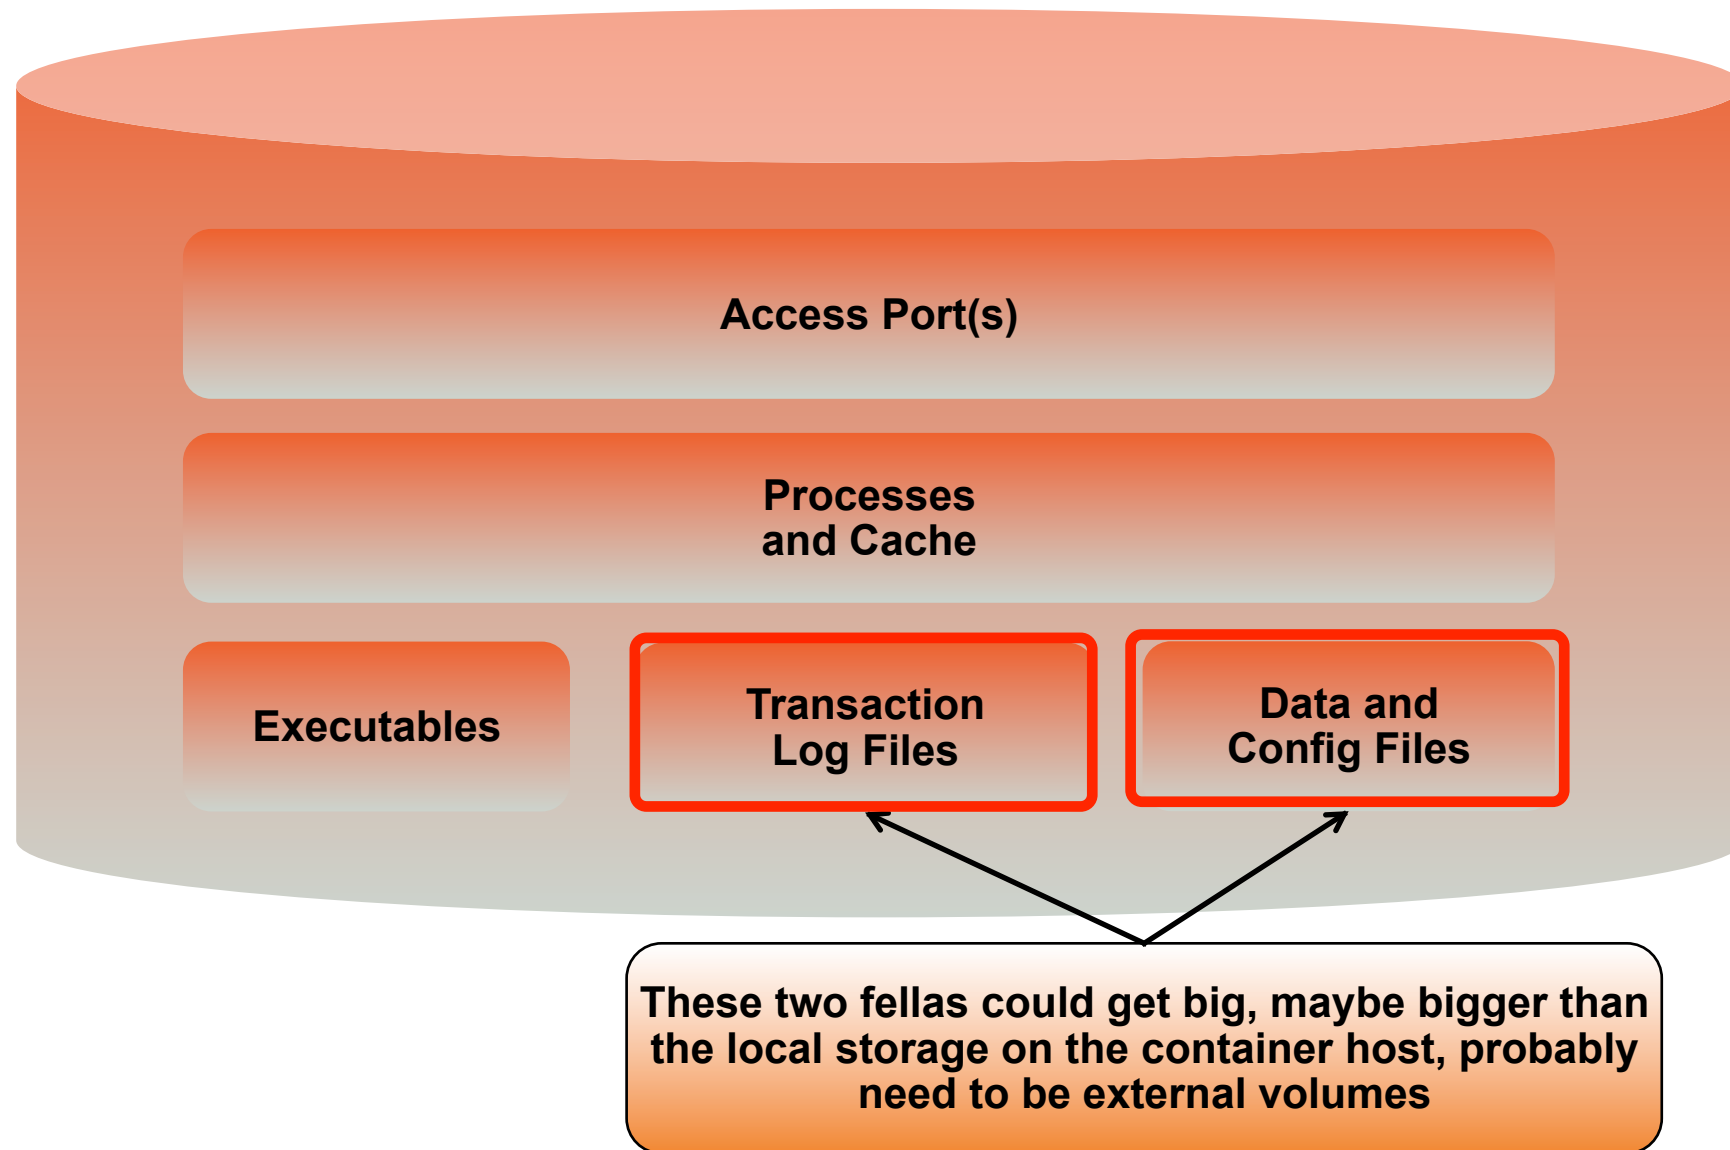 Access Port(s)
Processes
and Cache
Executables
Transaction
Log Files
Data and
Config Files
These two fellas could get big, maybe bigger than
the local storage on the container host, probably
need to be external volumes